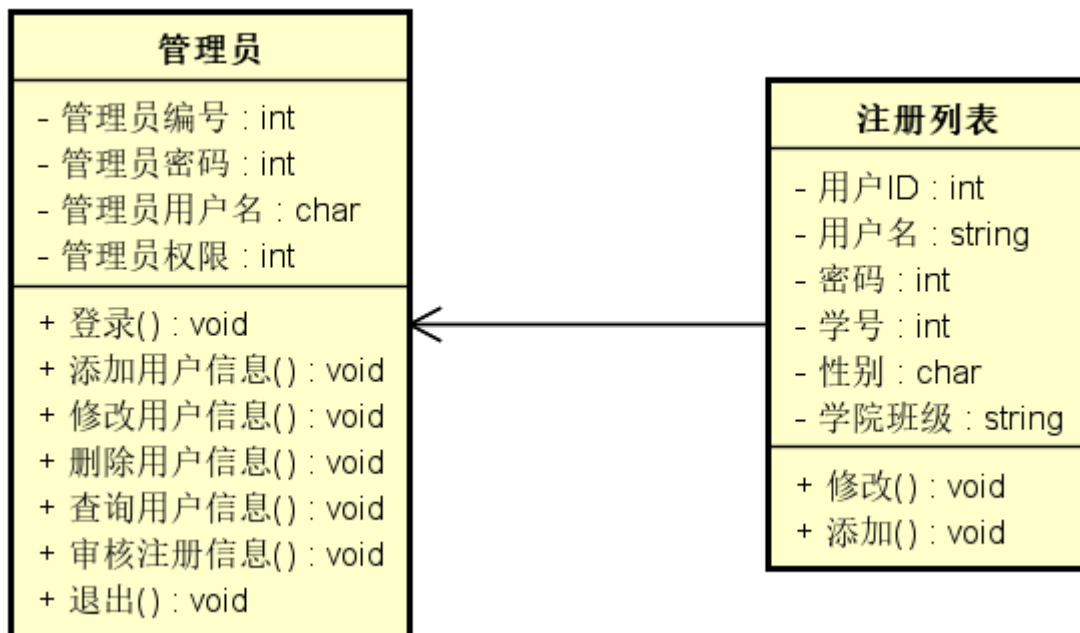 管理员
- 管理员编号 : int
- 管理员密码 : int
- 管理员用户名 : char
- 管理员权限 : int
+ 登录() : void
+ 添加用户信息() : void
+ 修改用户信息() : void
+ 删除用户信息() : void
+ 查询用户信息() : void
+ 审核注册信息() : void
+ 退出() : void
注册列表
- 用户ID : int
- 用户名 : string
- 密码 : int
- 学号 : int
- 性别 : char
- 学院班级 : string
+ 修改() : void
+ 添加() : void